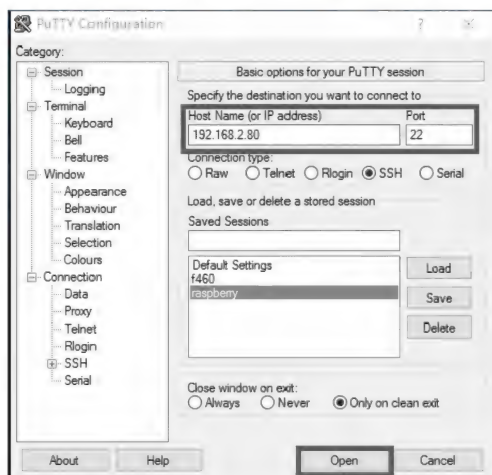 PuTTY Configuration ? ×
Category:
Session
Logging
Terminal
Keyboard
Bell
Features
Window
Appearance
Behaviour
Translation
Selection
Colours
Connection
Data
Proxy
Telnet
Rlogin
SSH
Serial
Basic options for your PuTTY session
Specify the destination you want to connect to
Host Name (or IP address) Port
192.168.2.80 22
Connection type:
Raw Telnet Rlogin SSH Serial
Load, save or delete a stored session
Saved Sessions
Default Settings
f460
raspberry
Load
Save
Delete
Close window on exit:
Always Never Only on clean exit
About Help Open Cancel